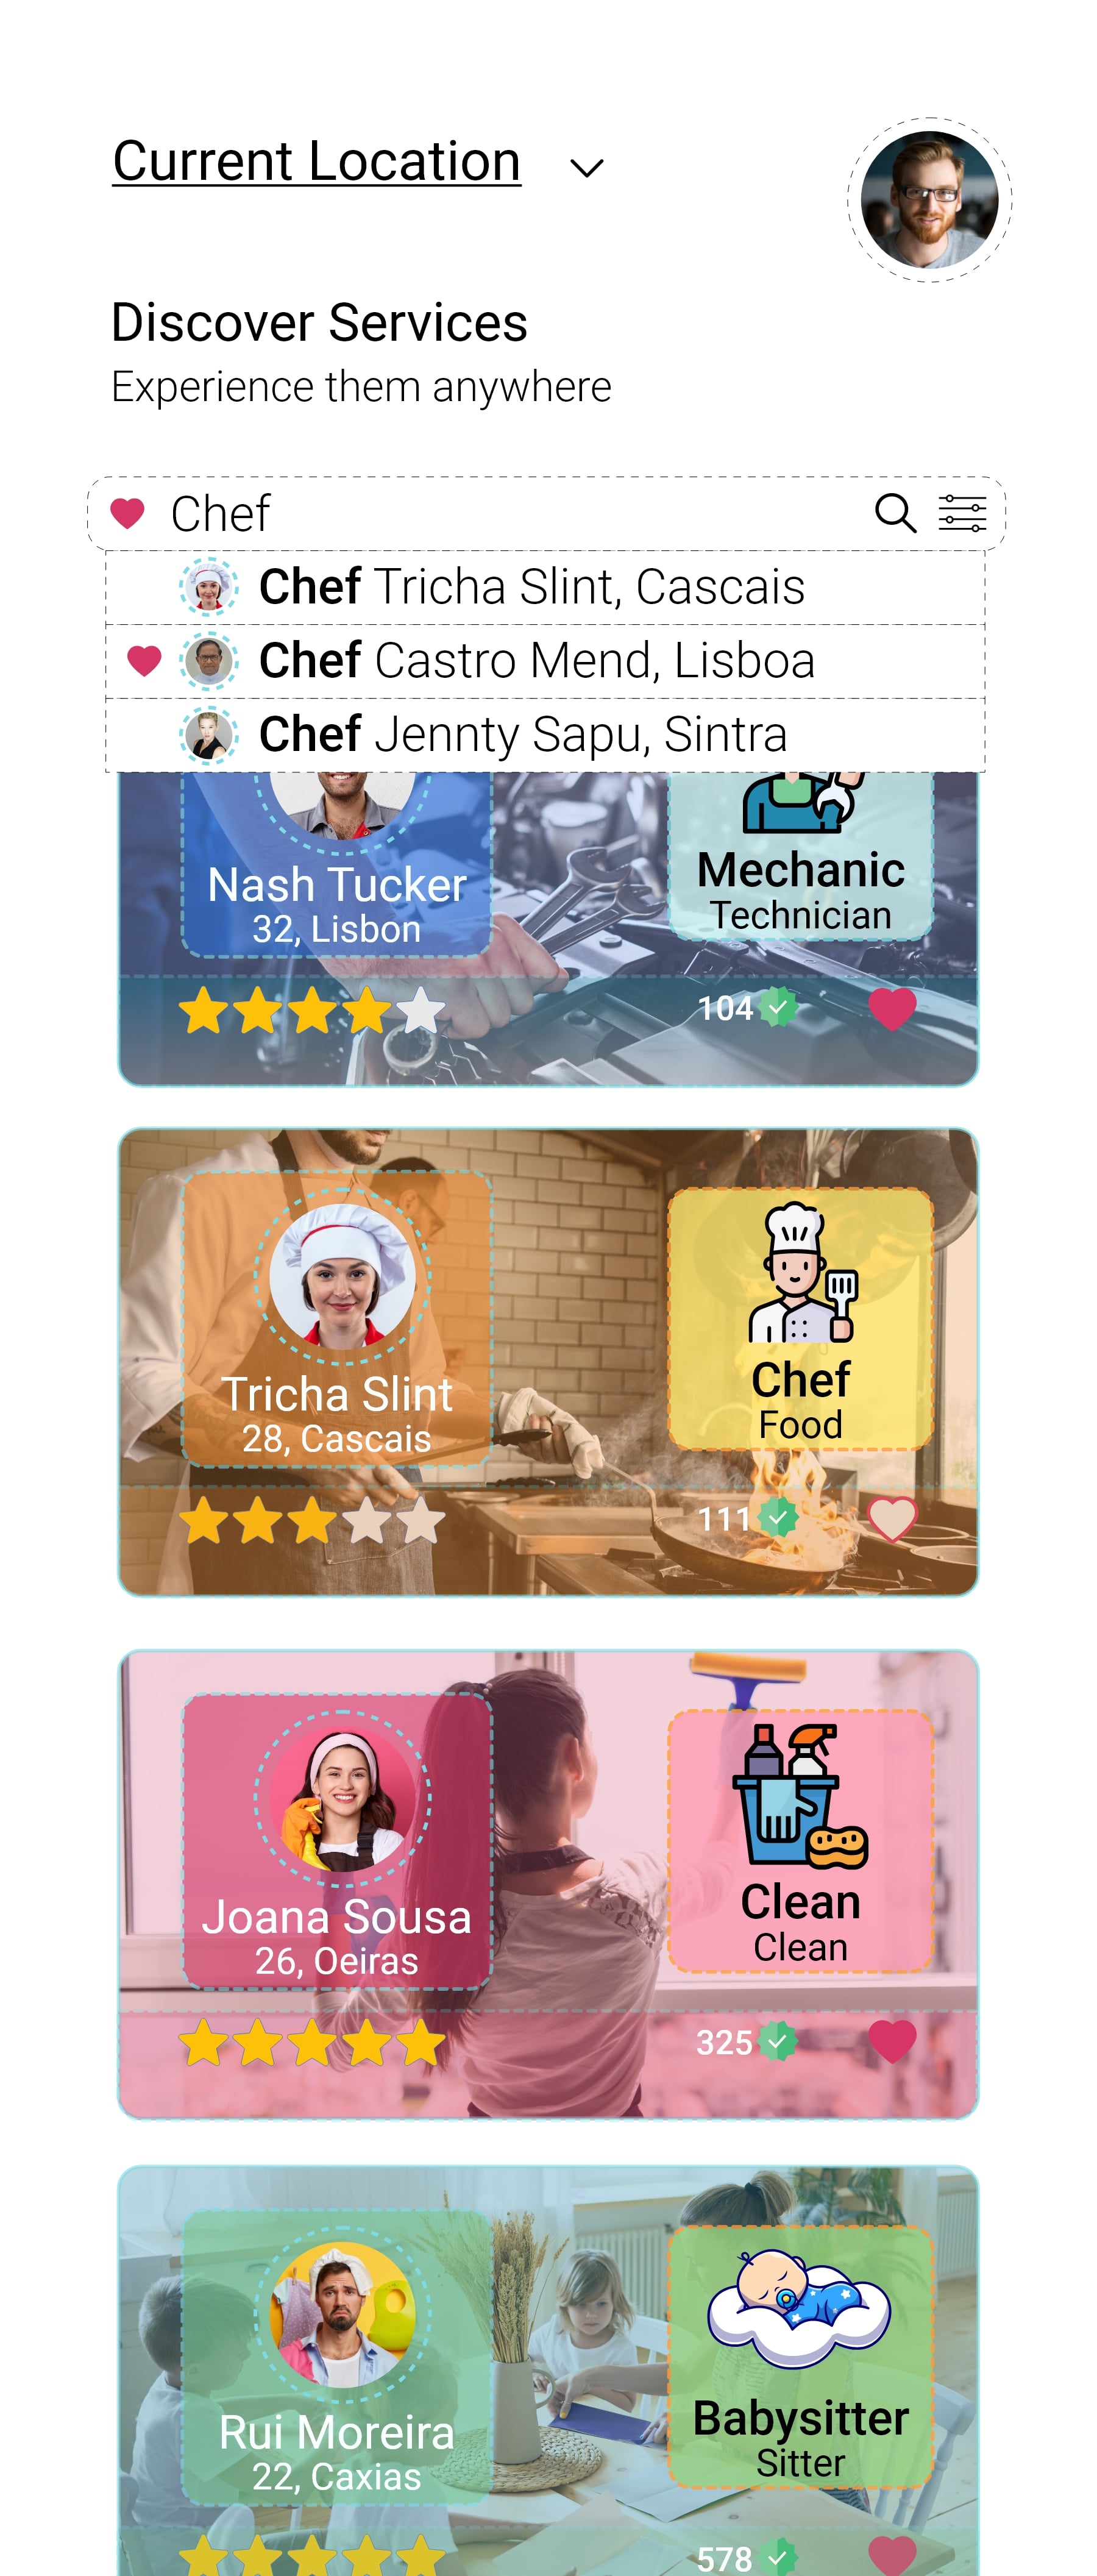 Current Location
Discover Services
Experience them anywhere
Chef
Chef Tricha Slint, Cascais
Chef Castro Mend, Lisboa
Chef Jennty Sapu, Sintra
Nash Tucker
32, Lisbon
Mechanic
Technician
104
Tricha Slint
28, Cascais
Chef
Food
111
Joana Sousa
26, Oeiras
Clean
Clean
325
Rui Moreira
22, Caxias
Babysitter
Sitter
578